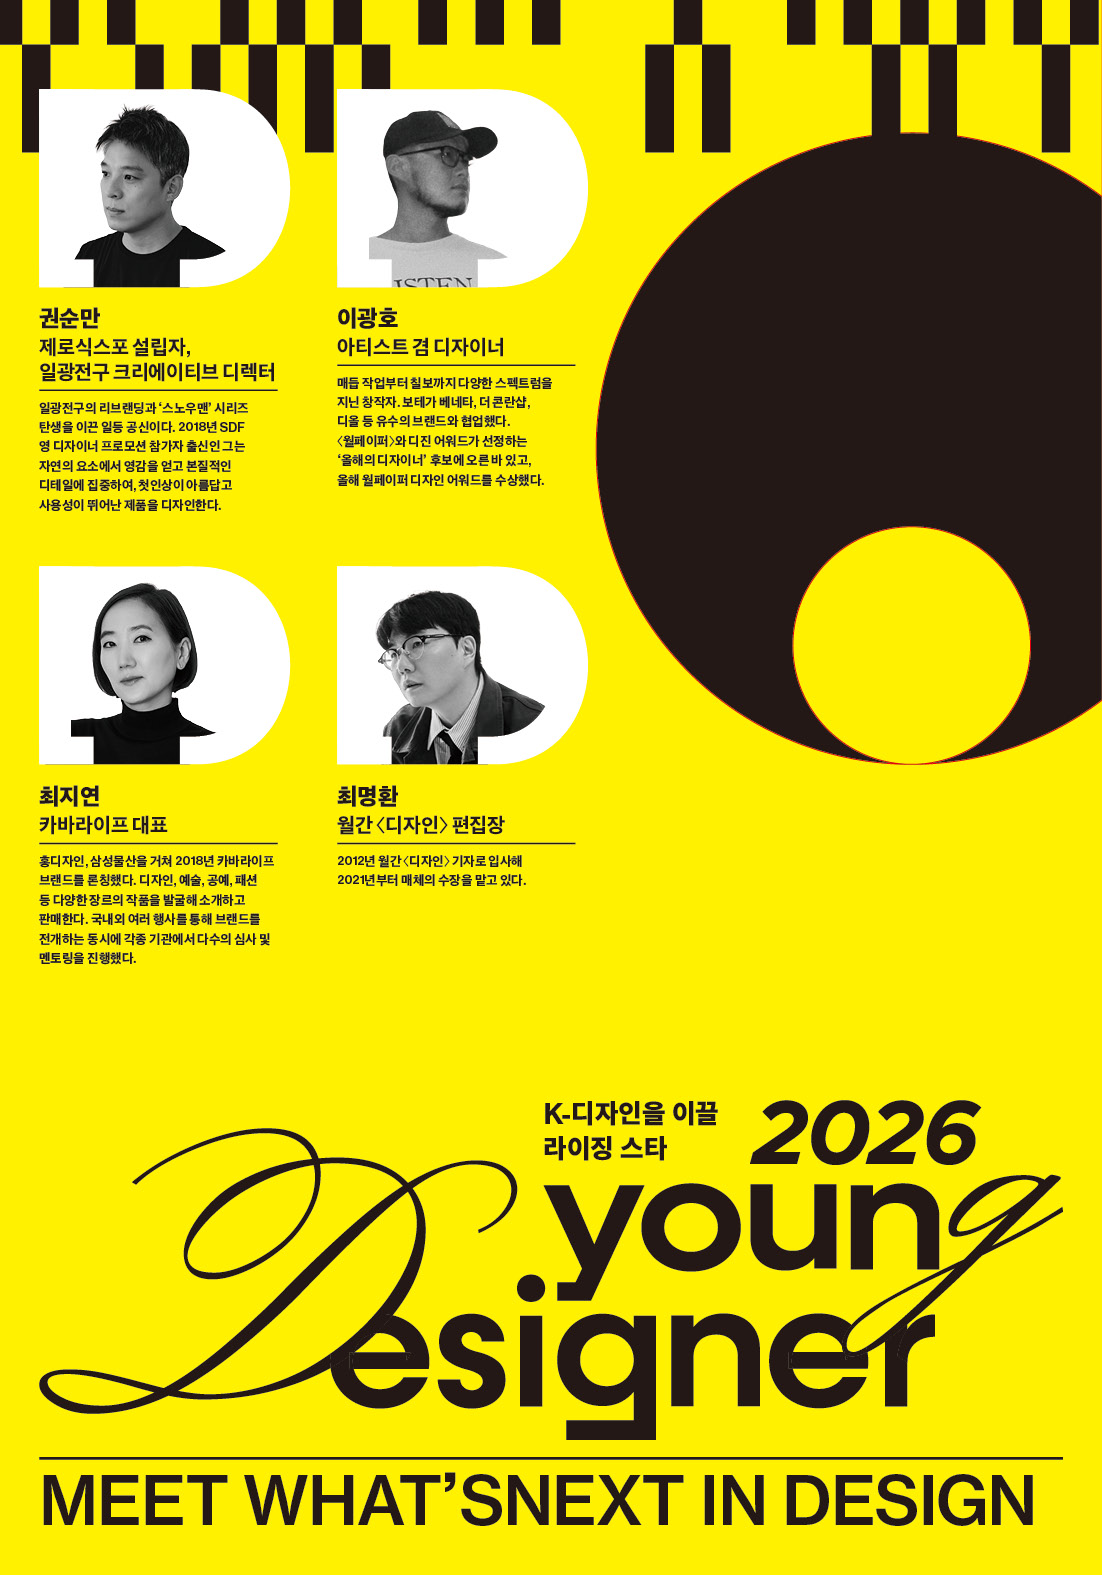 ISTEN
권순만
제로식스포 설립자,
일광전구 크리에이티브 디렉터
일광전구의 리브랜딩과 ‘스노우맨’ 시리즈
탄생을 이끈 일등 공신이다. 2018년 SDF
영 디자이너 프로모션 참가자 출신인 그는
자연의 요소에서 영감을 얻고 본질적인
디테일에 집중하여, 첫인상이 아름답고
사용성이 뛰어난 제품을 디자인한다.
이광호
아티스트 겸 디자이너
매듭 작업부터 칠보까지 다양한 스펙트럼을
지닌 창작자. 보테가 베네타, 더 콘란샵,
디올 등 유수의 브랜드와 협업했다.
〈월페이퍼〉와 디진 어워드가 선정하는
‘올해의 디자이너’ 후보에 오른 바 있고,
올해 월페이퍼 디자인 어워드를 수상했다.
최지연
카바라이프 대표
홍디자인, 삼성물산을 거쳐 2018년 카바라이프
브랜드를 론칭했다. 디자인, 예술, 공예, 패션
등 다양한 장르의 작품을 발굴해 소개하고
판매한다. 국내외 여러 행사를 통해 브랜드를
전개하는 동시에 각종 기관에서 다수의 심사 및
멘토링을 진행했다.
최명환
월간 〈디자인〉 편집장
2012년 월간 〈디자인〉 기자로 입사해
2021년부터 매체의 수장을 맡고 있다.
K-디자인을 이끌
라이징 스타
2026
young
Designer
MEET WHAT’SNEXT IN DESIGN